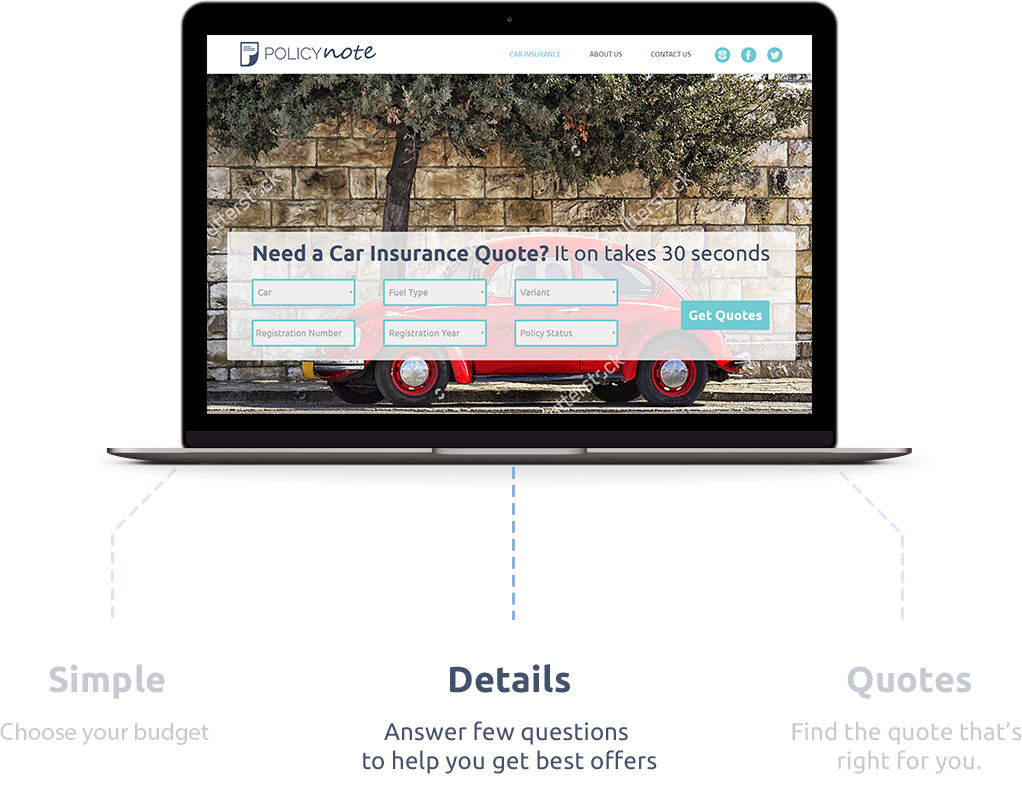 POLICYnote
CAR INSURANCE
ABOUT US
CONTACT US
shutterstock
shutterstock
Need a Car Insurance Quote? It on takes 30 seconds
Car
Fuel Type
Variant
Get Quotes
Registration Number
Registration Year
Policy Status
shutterstock
Simple
Details
Quotes
Choose your budget
Answer few questions
to help you get best offers
Find the quote that's
right for you.